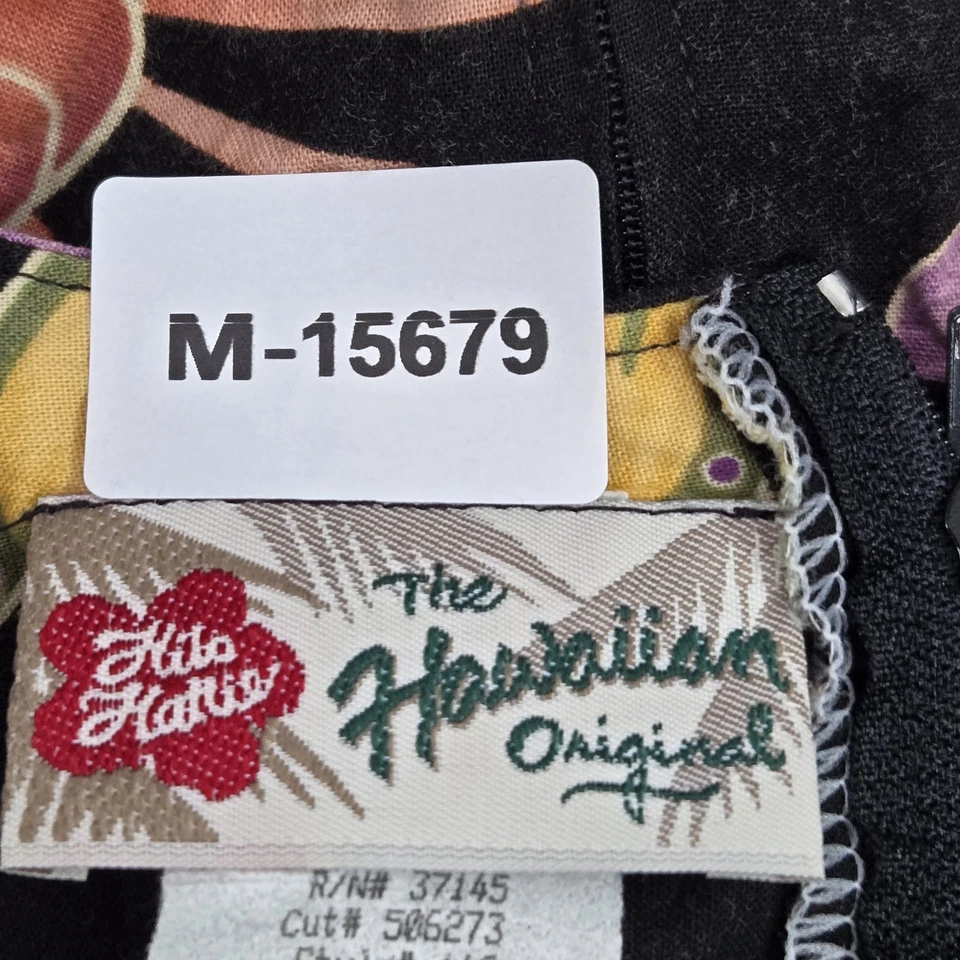 M-15679
Hilo
Hattie
The
Hawaiian
Original
R/N# 37145
Cut# 506273